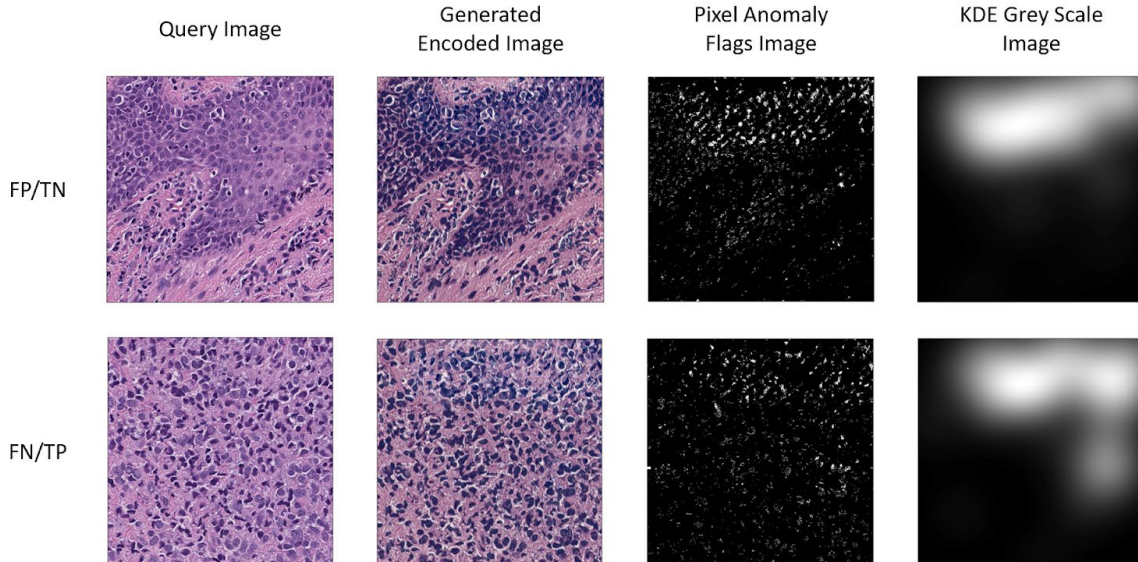 Query Image
Generated
Encoded Image
Pixel Anomaly
Flags Image
KDE Grey Scale
Image
FP/TN
FN/TP